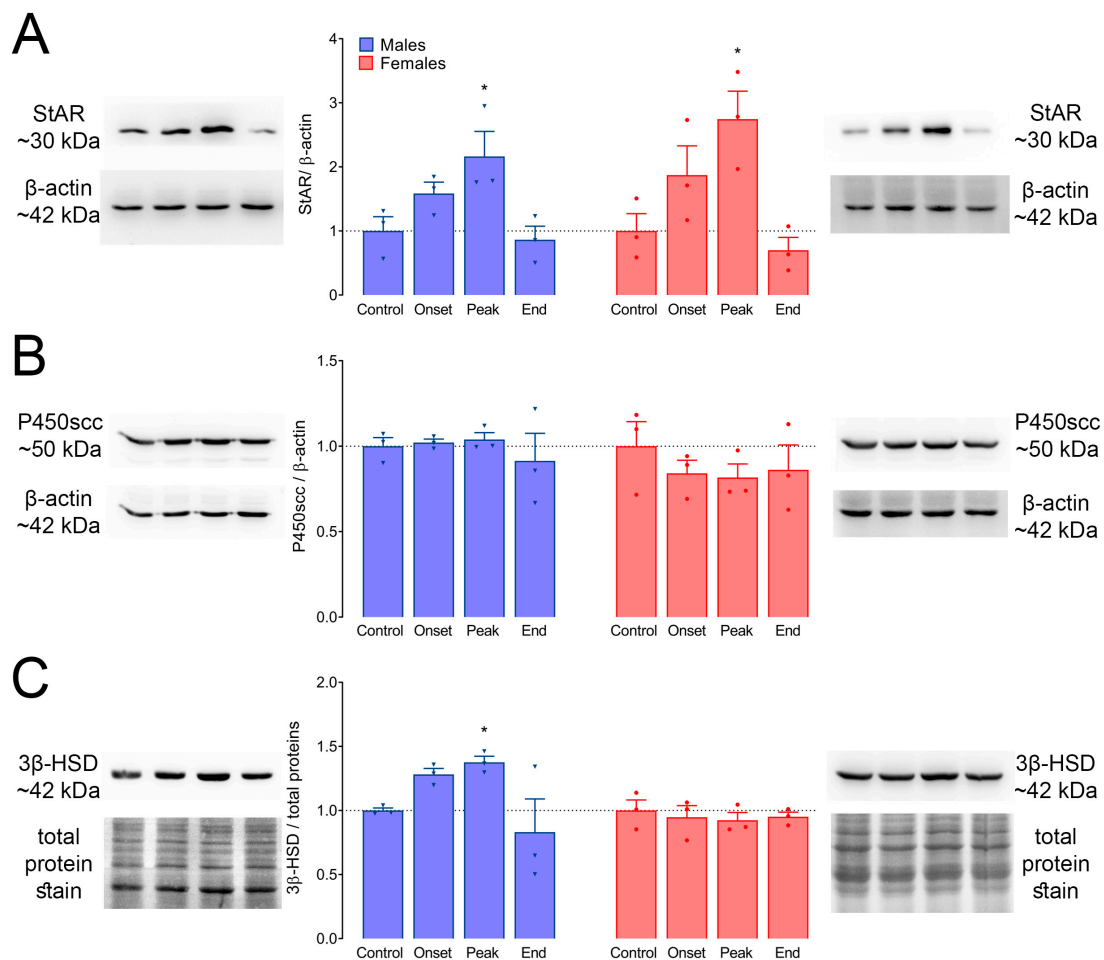 A
StAR
~30 kDa
β-actin
~42 kDa
StAR/ β-actin
4
3
2
1
0
Males
Females
*
*
Control Onset Peak End
Control Onset Peak End
StAR
~30 kDa
β-actin
~42 kDa
B
P450scc
~50 kDa
β-actin
~42 kDa
P450scc / β-actin
1.5
1.0
0.5
0.0
Control Onset Peak End
Control Onset Peak End
P450scc
~50 kDa
β-actin
~42 kDa
C
3β-HSD
~42 kDa
total
protein
stain
3β-HSD / total proteins
2.0
1.5
1.0
0.5
0.0
*
Control Onset Peak End
Control Onset Peak End
3β-HSD
~42 kDa
total
protein
stain